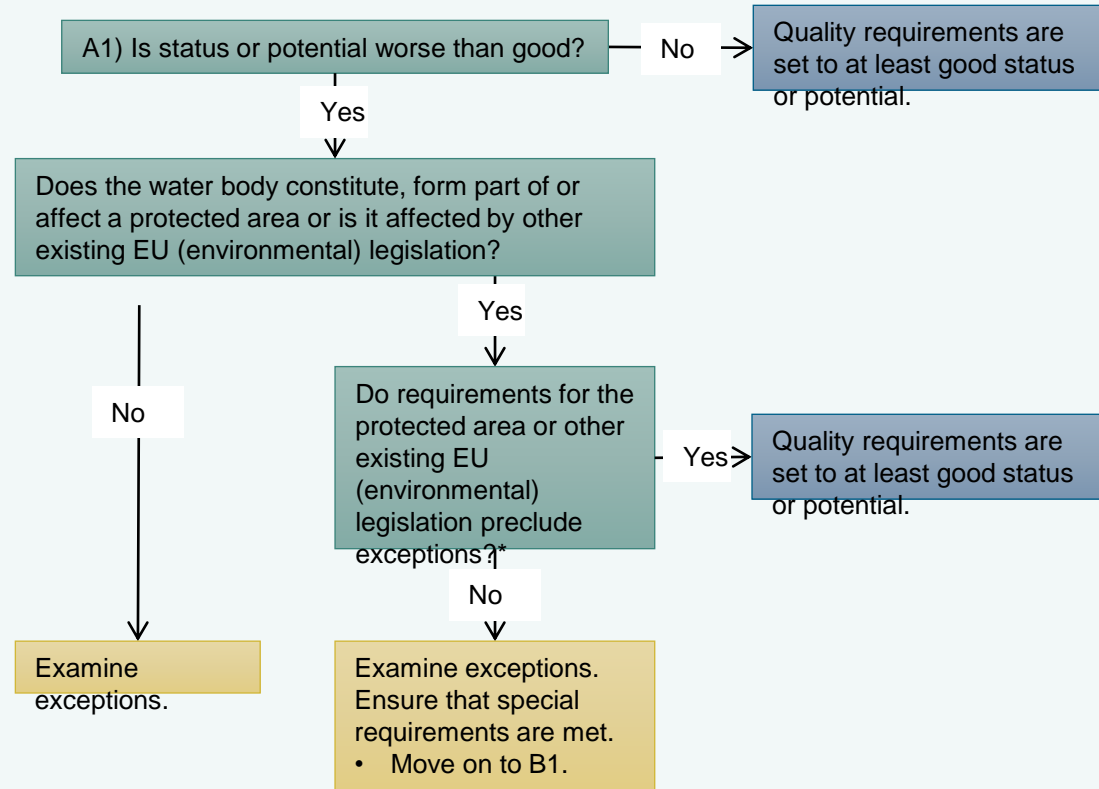 A1) Is status or potential worse than good?
No
Quality requirements are
set to at least good status
or potential.
Yes
Does the water body constitute, form part of or
affect a protected area or is it affected by other
existing EU (environmental) legislation?
Yes
No
Do requirements for the
protected area or other
existing EU
(environmental)
legislation preclude
exceptions?*
Yes
Quality requirements are
set to at least good status
or potential.
No
Examine
exceptions.
Examine exceptions.
Ensure that special
requirements are met.
• Move on to B1.